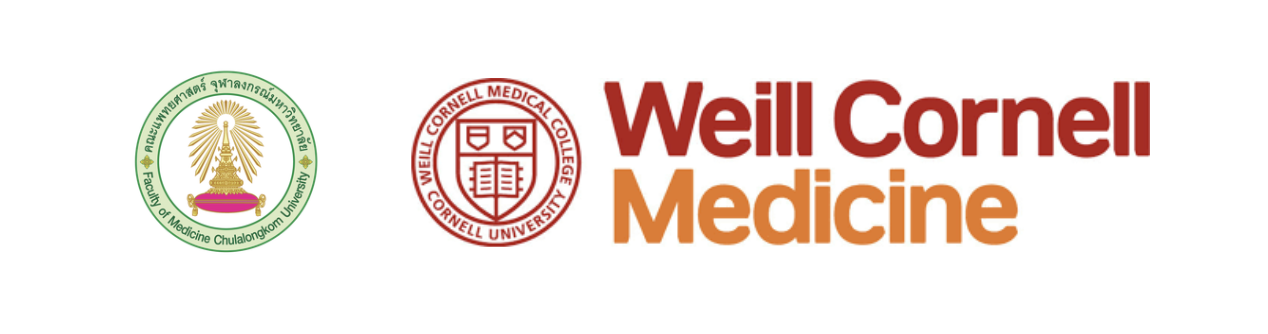 คณะแพทยศาสตร์ จุฬาลงกรณ์มหาวิทยาลัย
Faculty of Medicine Chulalongkorn University
WEILL CORNELL MEDICAL COLLEGE
CORNELL UNIVERSITY
Weill Cornell
Medicine